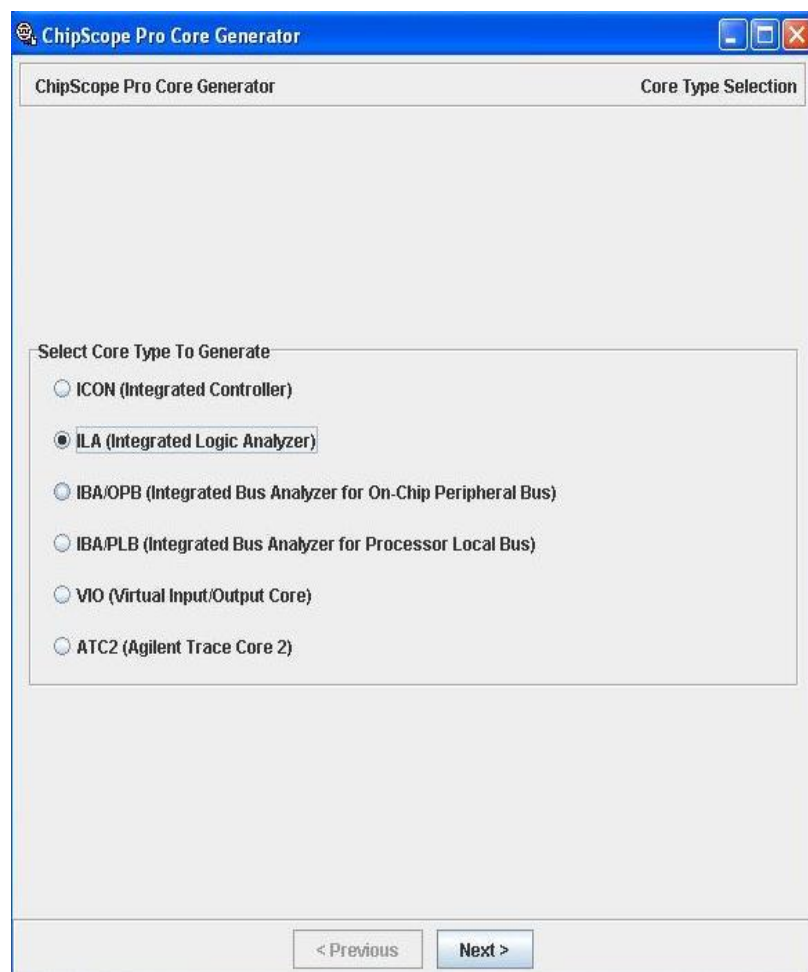 ChipScope Pro Core Generator
ChipScope Pro Core Generator Core Type Selection
Select Core Type To Generate
ICON (Integrated Controller)
ILA (Integrated Logic Analyzer)
IBA/OPB (Integrated Bus Analyzer for On-Chip Peripheral Bus)
IBA/PLB (Integrated Bus Analyzer for Processor Local Bus)
VIO (Virtual Input/Output Core)
ATC2 (Agilent Trace Core 2)
< Previous Next >